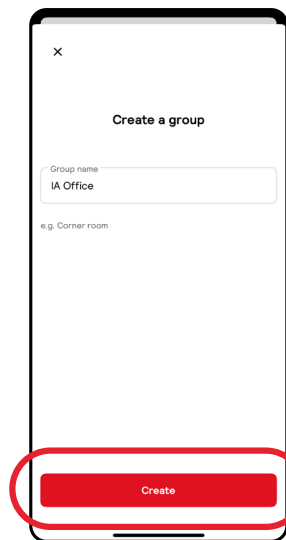 Create a group
Group name
IA Office
e.g. Corner room
Create